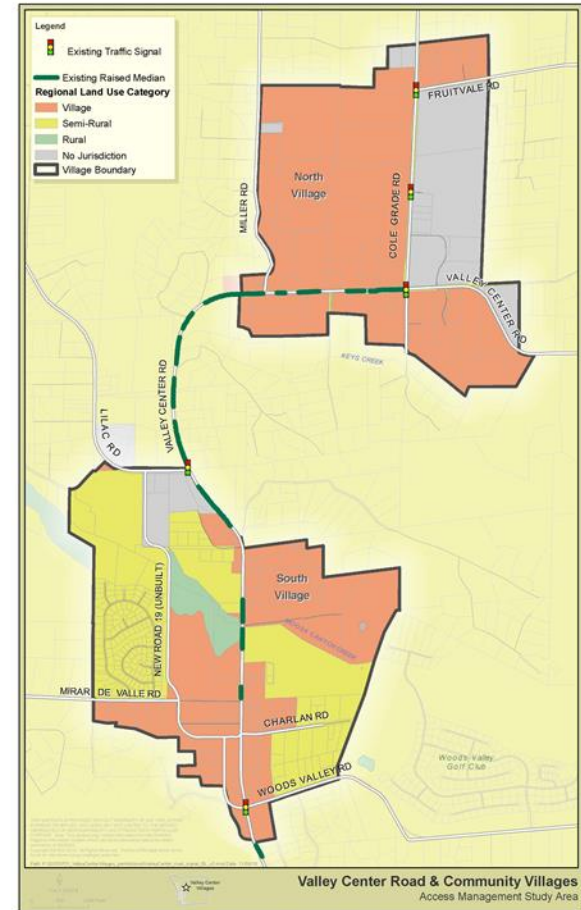 Legend
Existing Traffic Signal
Existing Raised Median
Regional Land Use Category
Village
Semi-Rural
Rural
No Jurisdiction
Village Boundary
FRUITVALE RD
North
Village
MILLER RD
COLE GRADE RD
VALLEY CENTER RD
KEYS CREEK
VALLEY CENTER RD
LILAC RD
South
Village
NEW ROAD 19 (UNBUILT)
MIRAR DE VALLE RD
CHARLAN RD
WOODS VALLEY RD
Woods Valley
Golf Club
Valley Center
Villages
Valley Center Road & Community Villages
Access Management Study Area